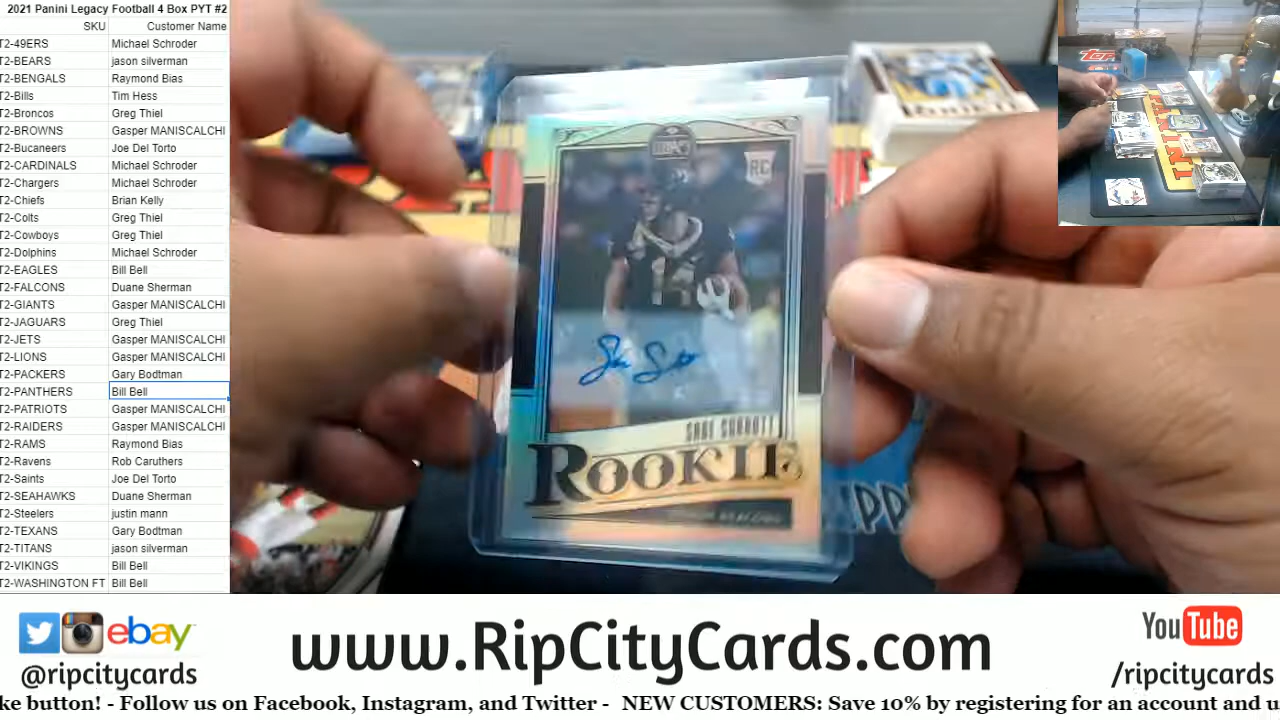 2021 Panini Legacy Football 4 Box PYT #2
SKU Customer Name
T2-49ERS Michael Schroder
T2-BEARS jason silverman
T2-BENGALS Raymond Bias
T2-Bills Tim Hess
T2-Broncos Greg Thiel
T2-BROWNS Gasper MANISCALCHI
T2-Bucaneers Joe Del Torto
T2-CARDINALS Michael Schroder
T2-Chargers Michael Schroder
T2-Chiefs Brian Kelly
T2-Colts Greg Thiel
T2-Cowboys Greg Thiel
T2-Dolphins Michael Schroder
T2-EAGLES Bill Bell
T2-FALCONS Duane Sherman
T2-GIANTS Gasper MANISCALCHI
T2-JAGUARS Greg Thiel
T2-JETS Gasper MANISCALCHI
T2-LIONS Gasper MANISCALCHI
T2-PACKERS Gary Bodtman
T2-PANTHERS Bill Bell
T2-PATRIOTS Gasper MANISCALCHI
T2-RAIDERS Gasper MANISCALCHI
T2-RAMS Raymond Bias
T2-Ravens Rob Caruthers
T2-Saints Joe Del Torto
T2-SEAHAWKS Duane Sherman
T2-Steelers justin mann
T2-TEXANS Gary Bodtman
T2-TITANS jason silverman
T2-VIKINGS Bill Bell
T2-WASHINGTON FT Bill Bell
ROOKIE
RC
14
SAGE SURRATT
ROOKIE
Topps
PANINI
ebay
@ripcitycards
www.RipCityCards.com
YouTube
/ripcitycards
ke button! - Follow us on Facebook, Instagram, and Twitter - NEW CUSTOMERS: Save 10% by registering for an account and u